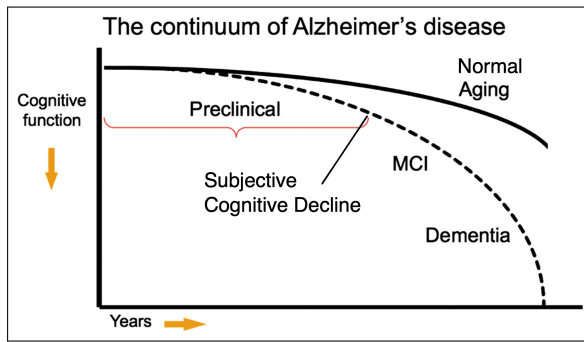 The continuum of Alzheimer's disease
Normal
Aging
Cognitive
function
Preclinical
Subjective
Cognitive Decline
MCI
Dementia
Years